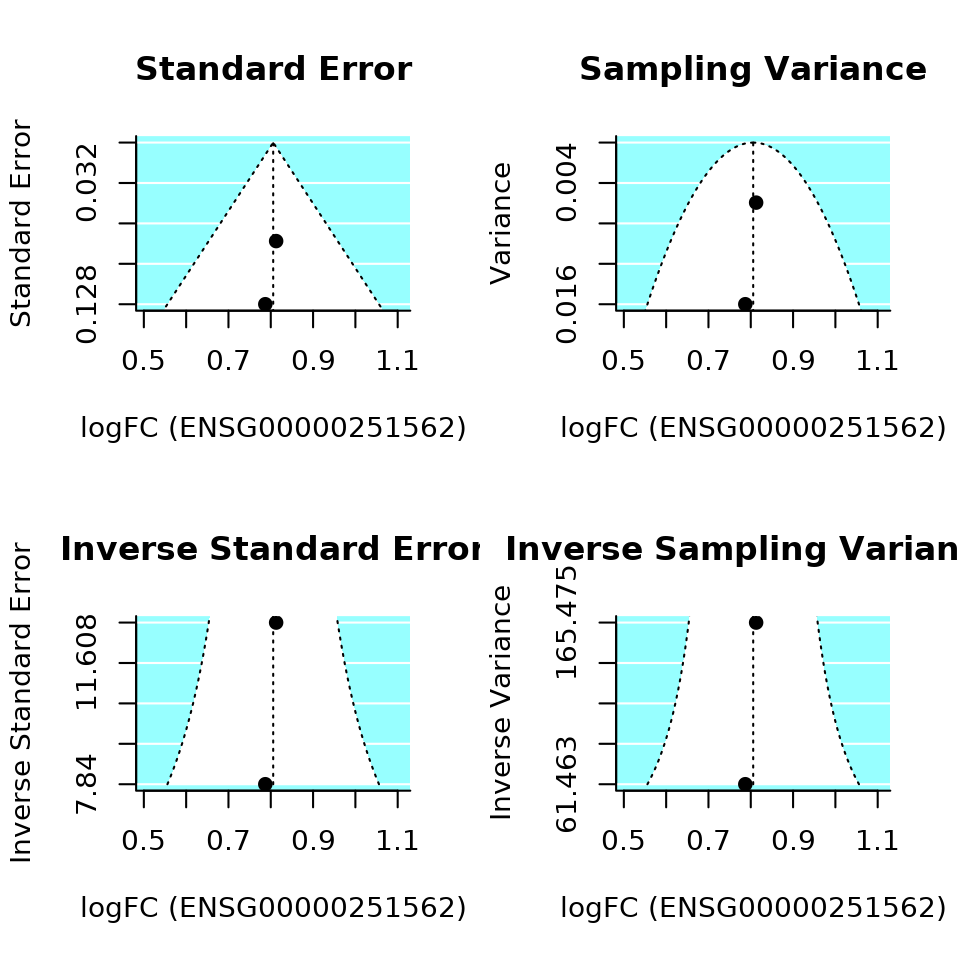 Standard Error
Standard Error
0.032
0.128
0.5 0.7 0.9 1.1
logFC (ENSG00000251562)
Sampling Variance
Variance
0.004
0.016
0.5 0.7 0.9 1.1
logFC (ENSG00000251562)
Inverse Standard Error
Inverse Standard Error
11.608
7.84
0.5 0.7 0.9 1.1
logFC (ENSG00000251562)
Inverse Sampling Varian
Inverse Variance
165.475
61.463
0.5 0.7 0.9 1.1
logFC (ENSG00000251562)